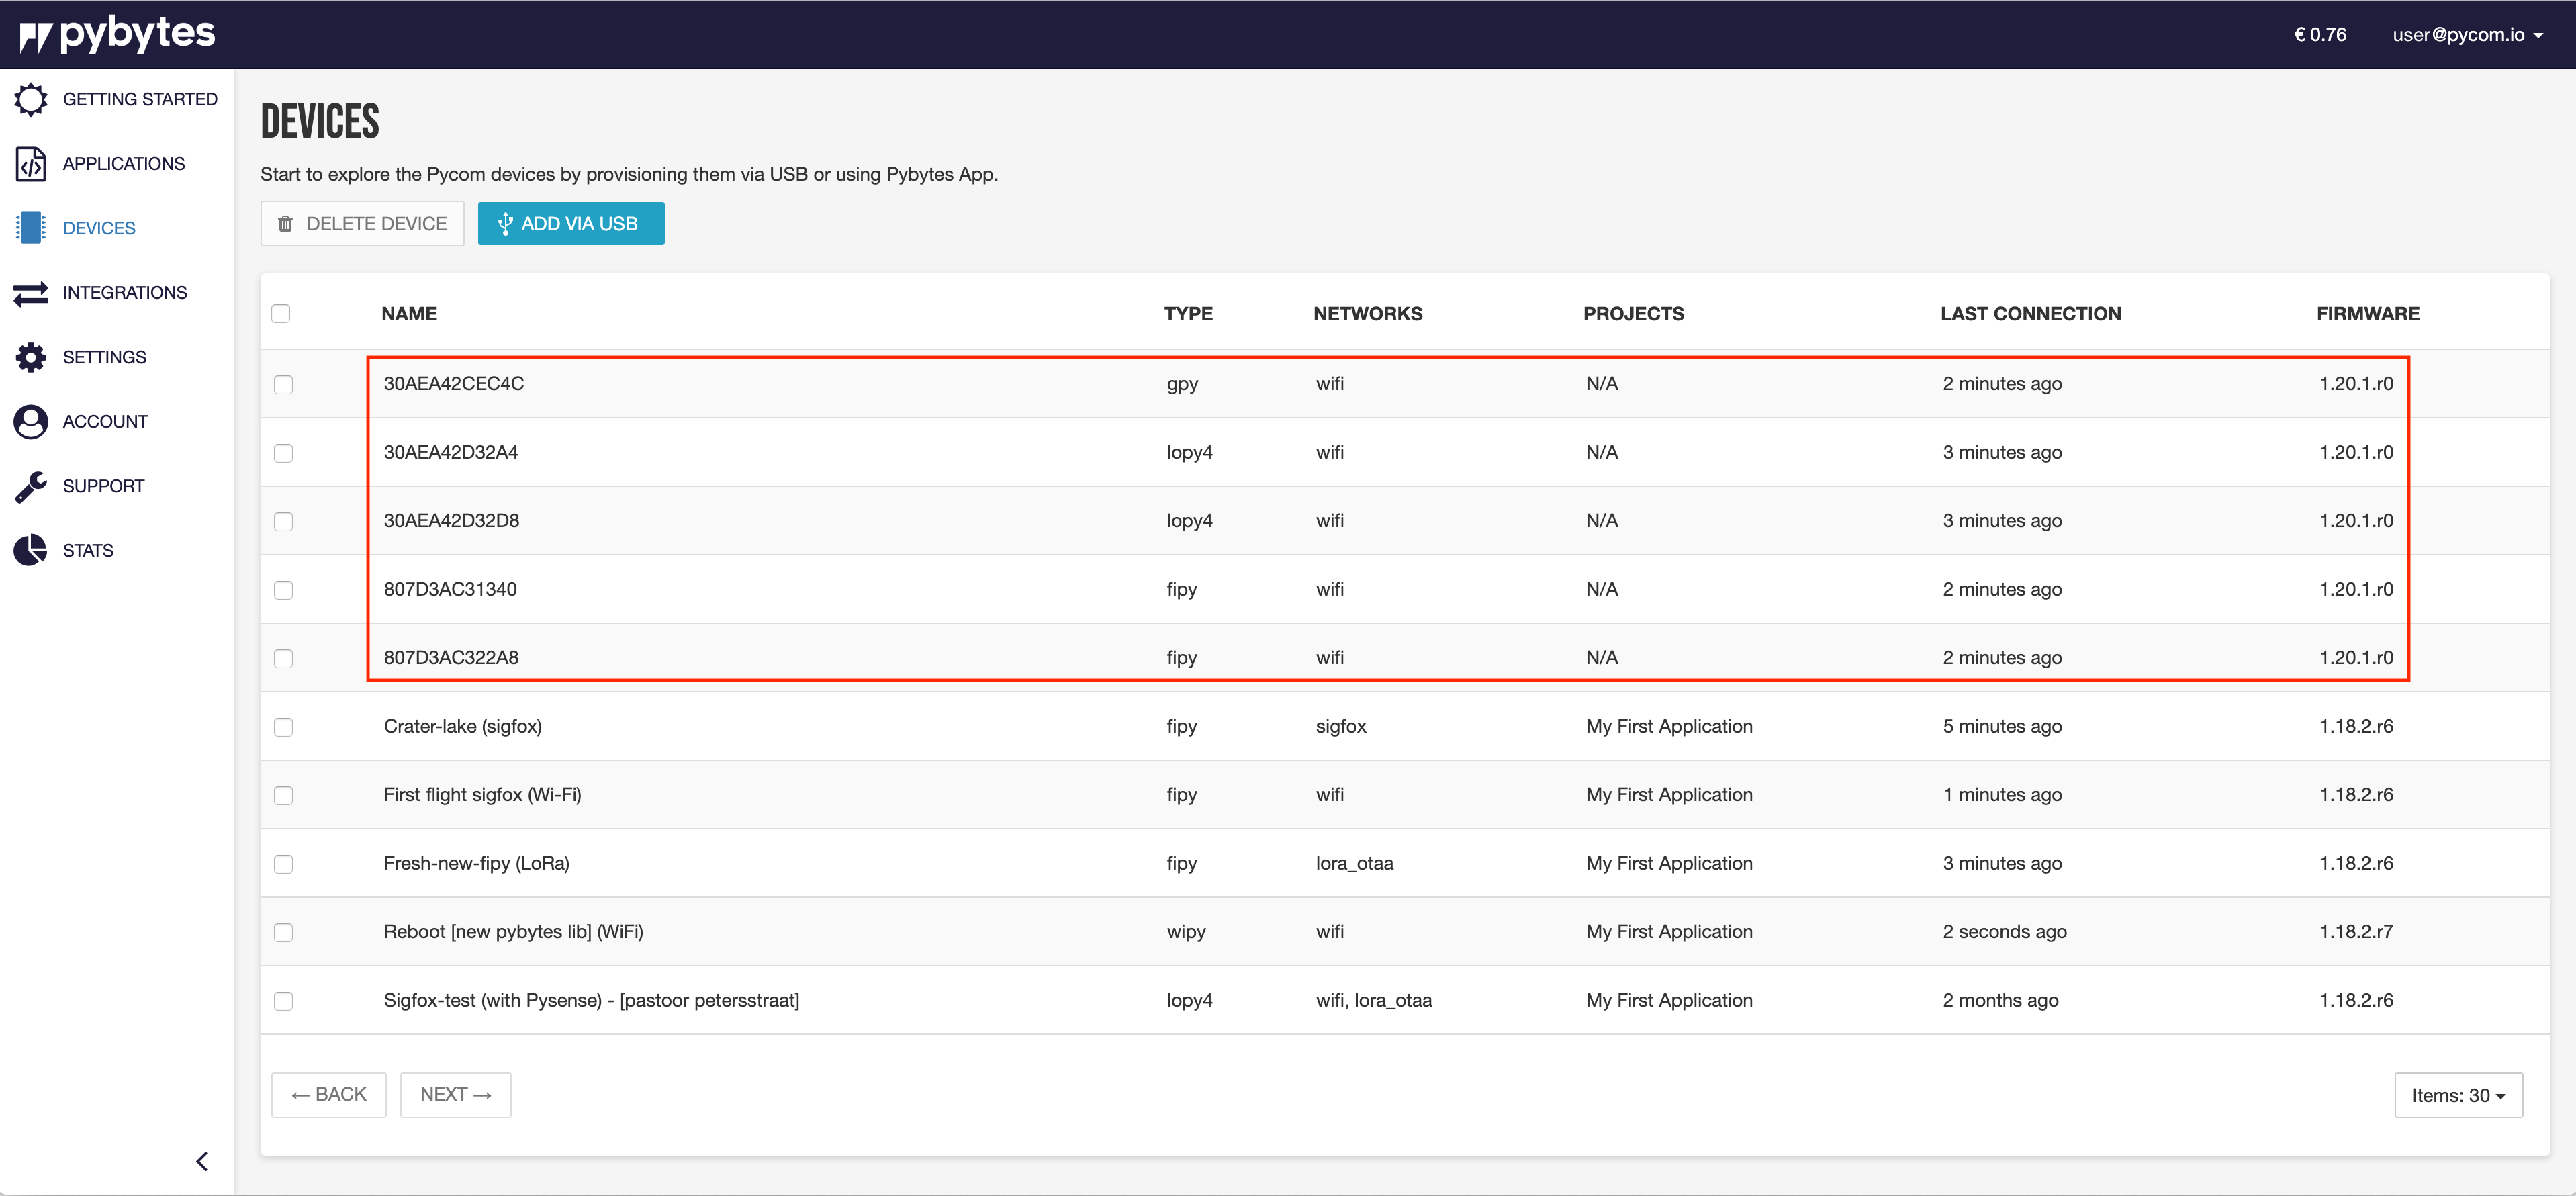 pybytes
€ 0.76 user@pycom.io
GETTING STARTED
APPLICATIONS
DEVICES
INTEGRATIONS
SETTINGS
ACCOUNT
SUPPORT
STATS
DEVICES
Start to explore the Pycom devices by provisioning them via USB or using Pybytes App.
DELETE DEVICE ADD VIA USB
NAME TYPE NETWORKS PROJECTS LAST CONNECTION FIRMWARE
30AEA42CEC4C gpy wifi N/A 2 minutes ago 1.20.1.r0
30AEA42D32A4 lopy4 wifi N/A 3 minutes ago 1.20.1.r0
30AEA42D32D8 lopy4 wifi N/A 3 minutes ago 1.20.1.r0
807D3AC31340 fipy wifi N/A 2 minutes ago 1.20.1.r0
807D3AC322A8 fipy wifi N/A 2 minutes ago 1.20.1.r0
Crater-lake (sigfox) fipy sigfox My First Application 5 minutes ago 1.18.2.r6
First flight sigfox (Wi-Fi) fipy wifi My First Application 1 minutes ago 1.18.2.r6
Fresh-new-fipy (LoRa) fipy lora_otaa My First Application 3 minutes ago 1.18.2.r6
Reboot [new pybytes lib] (WiFi) wipy wifi My First Application 2 seconds ago 1.18.2.r7
Sigfox-test (with Pysense) - [pastoor petersstraat] lopy4 wifi, lora_otaa My First Application 2 months ago 1.18.2.r6
← BACK NEXT → Items: 30